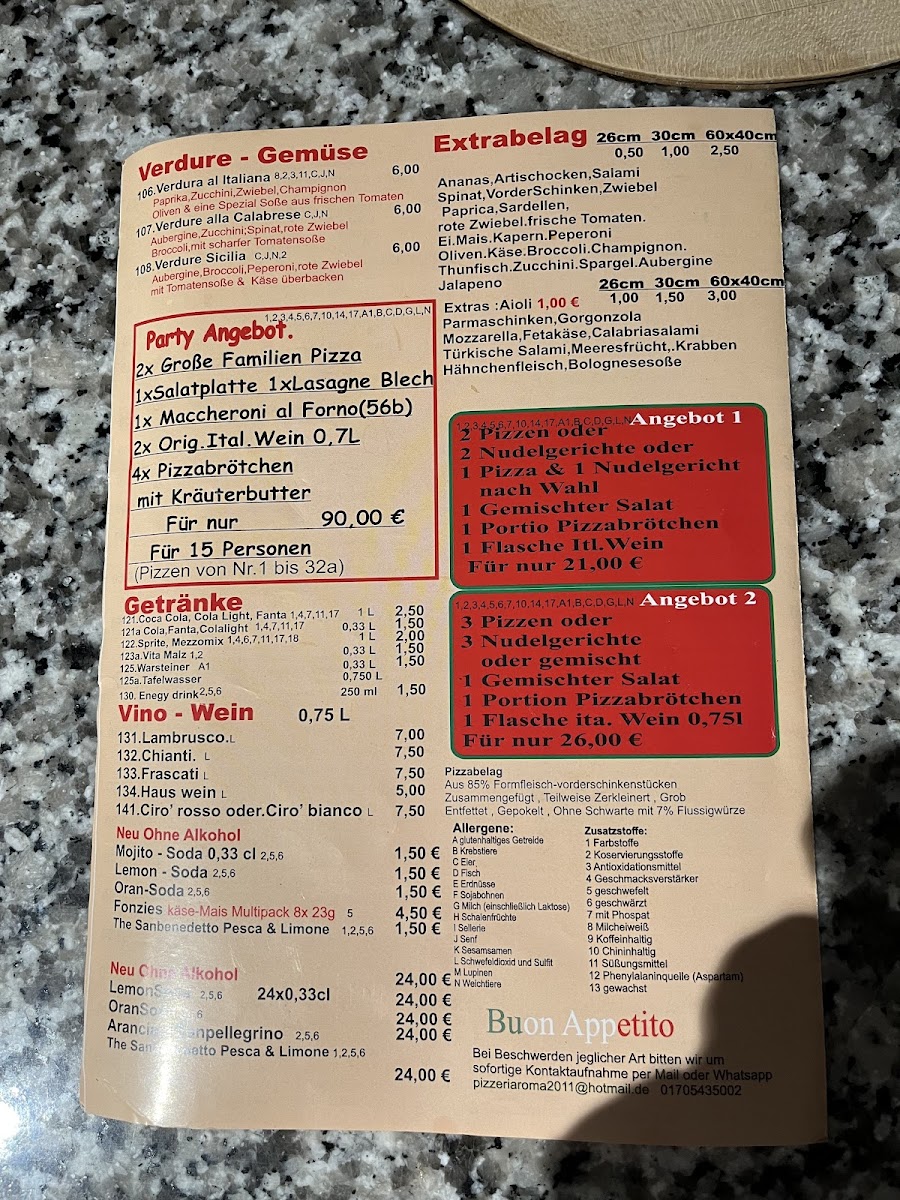 Verdure - Gemüse
106.Verdura al Italiana 8,2,3,11,C,J,N 6,00
Paprika,Zucchini,Zwiebel,Champignon
Oliven & eine Spezial Soße aus frischen Tomaten
107.Verdure alla Calabrese C,J,N 6,00
Aubergine,Zucchini;Spinat,rote Zwiebel
Broccoli,mit scharfer Tomatensoße
108.Verdure Sicilia C,J,N,2 6,00
Aubergine,Broccoli,Peperoni,rote Zwiebel
mit Tomatensoße & Käse überbacken
1,2,3,4,5,6,7,10,14,17,A1,B,C,D,G,L,N
Party Angebot.
2x Große Familien Pizza
1xSalatplatte 1xLasagne Blech
1x Maccheroni al Forno(56b)
2x Orig.Ital.Wein 0,7L
4x Pizzabrötchen
mit Kräuterbutter
Für nur 90,00 €
Für 15 Personen
(Pizzen von Nr.1 bis 32a)
Getränke
121.Coca Cola, Cola Light, Fanta 1,4,7,11,17 1 L 2,50
121a Cola,Fanta,Colalight 1,4,7,11,17 0,33 L 1,50
122.Sprite, Mezzomix 1,4,6,7,11,17,18 1 L 2,00
123a.Vita Malz 1,2 0,33 L 1,50
125.Warsteiner A1 0,33 L 1,50
125a.Tafelwasser 0,750 L
130. Enegy drink2,5,6 250 ml 1,50
Vino - Wein 0,75 L
131.Lambrusco.L 7,00
132.Chianti. L 7,50
133.Frascati L 7,50
134.Haus wein L 5,00
141.Ciro' rosso oder.Ciro' bianco L 7,50
Neu Ohne Alkohol
Mojito - Soda 0,33 cl 2,5,6 1,50 €
Lemon - Soda 2,5,6 1,50 €
Oran-Soda 2,5,6 1,50 €
Fonzies käse-Mais Multipack 8x 23g 5 4,50 €
The Sanbenedetto Pesca & Limone 1,2,5,6 1,50 €
Neu Ohne Alkohol
24,00 €
2,5,6 24x0,33cl 24,00 €
24,00 €
2,5,6 24,00 €
Pesca & Limone 1,2,5,6
24,00 €
Extrabelag 26cm 30cm 60x40cm
0,50 1,00 2,50
Ananas,Artischocken,Salami
Spinat,VorderSchinken,Zwiebel
Paprica,Sardellen,
rote Zwiebel.frische Tomaten.
Ei.Mais.Kapern.Peperoni
Oliven.Käse.Broccoli.Champignon.
Thunfisch.Zucchini.Spargel.Aubergine
Jalapeno 26cm 30cm 60x40cm
Extras :Aioli 1,00 € 1,00 1,50 3,00
Parmaschinken,Gorgonzola
Mozzarella,Fetakäse,Calabriasalami
Türkische Salami,Meeresfrücht,.Krabben
Hähnchenfleisch,Bolognesesoße
1,2,3,4,5,6,7,10,14,17,A1,B,C,D,G,L,N Angebot 1
2 Pizzen oder
2 Nudelgerichte oder
1 Pizza & 1 Nudelgericht
nach Wahl
1 Gemischter Salat
1 Portio Pizzabrötchen
1 Flasche Itl.Wein
Für nur 21,00 €
1,2,3,4,5,6,7,10,14,17,A1,B,C,D,G,L,N Angebot 2
3 Pizzen oder
3 Nudelgerichte
oder gemischt
1 Gemischter Salat
1 Portion Pizzabrötchen
1 Flasche ita. Wein 0,75l
Für nur 26,00 €
Pizzabelag
Aus 85% Formfleisch-vorderschinkenstücken
Zusammengefügt , Teilweise Zerkleinert , Grob
Entfettet , Gepokelt , Ohne Schwarte mit 7% Flussigwürze
Allergene:
A glutenhaltiges Getreide
B Krebstiere
C Eier,
D Fisch
E Erdnüsse
F Sojabohnen
G Milch (einschließlich Laktose)
H Schalenfrüchte
I Sellerie
J Senf
K Sesamsamen
L Schwefeldioxid und Sulfit
M Lupinen
N Weichtiere
Zusatzstoffe:
1 Farbstoffe
2 Koservierungsstoffe
3 Antioxidationsmittel
4 Geschmacksverstärker
5 geschwefelt
6 geschwärzt
7 mit Phospat
8 Milcheiweiß
9 Koffeinhaltig
10 Chininhaltig
11 Süßungsmittel
12 Phenylalaninquelle (Aspartam)
13 gewachst
Buon Appetito
Bei Beschwerden jeglicher Art bitten wir um
sofortige Kontaktaufnahme per Mail oder Whatsapp
pizzeriaroma2011@hotmail.de 01705435002